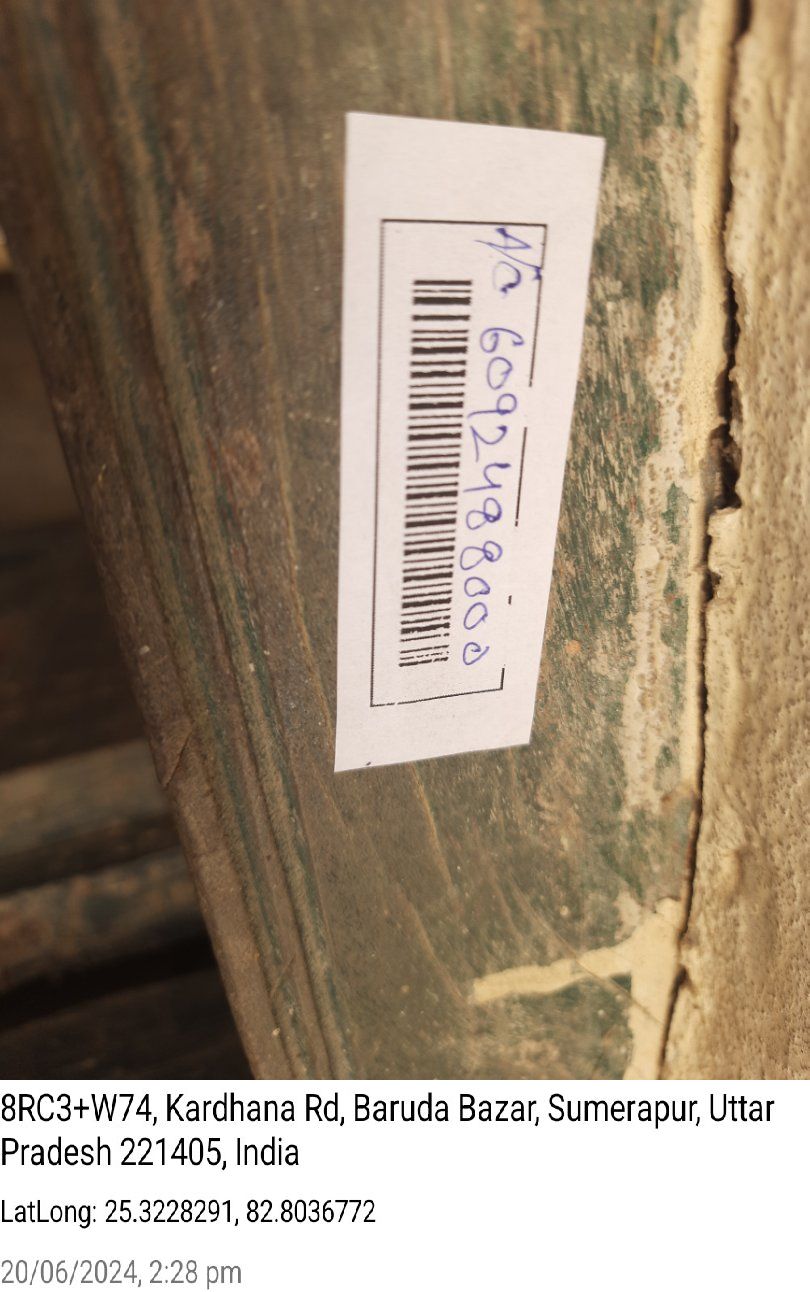 A/C 6092488000
8RC3+W74, Kardhana Rd, Baruda Bazar, Sumerapur, Uttar
Pradesh 221405, India
LatLong: 25.3228291, 82.8036772
20/06/2024, 2:28 pm